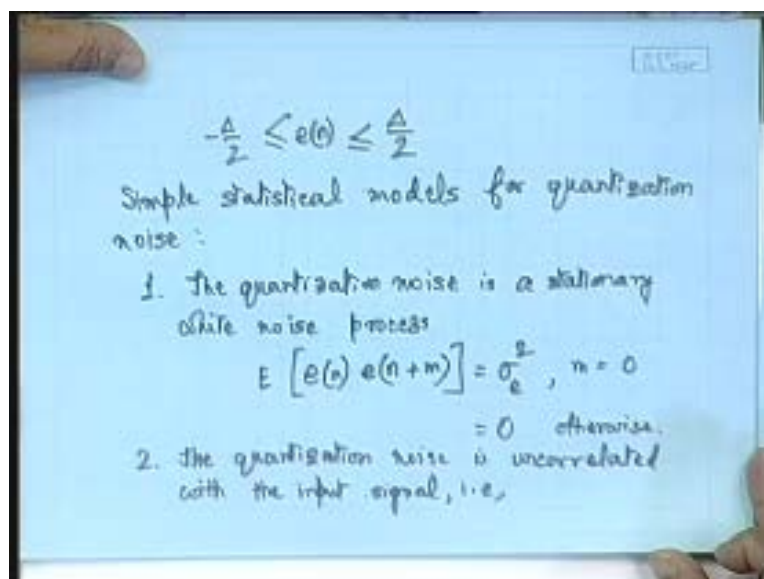 -Δ/2 ≤ e(n) ≤ Δ/2
Simple statistical models for quantization
noise :
1. The quantization noise is a stationary
white noise process
E [e(n) e(n+m)] = σₑ², m = 0
= 0 otherwise.
2. The quantization noise is uncorrelated
with the input signal, i.e,